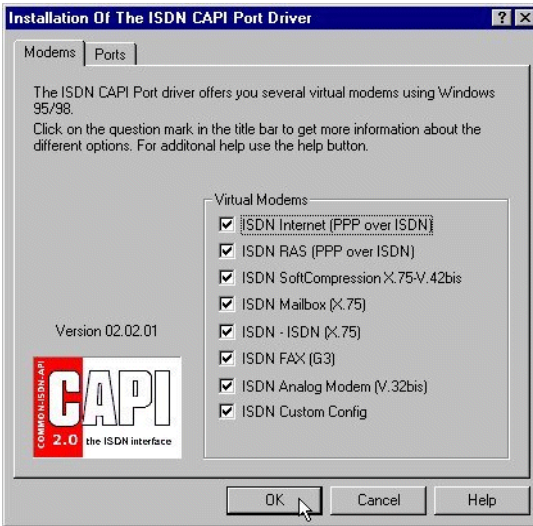 Installation Of The ISDN CAPI Port Driver
Modems
Ports
The ISDN CAPI Port driver offers you several virtual modems using Windows
95/98.
Click on the question mark in the title bar to get more information about the
different options. For additonal help use the help button.
Virtual Modems
ISDN Internet (PPP over ISDN)
ISDN RAS (PPP over ISDN)
ISDN SoftCompression X.75-V.42bis
ISDN Mailbox (X.75)
ISDN - ISDN (X.75)
ISDN FAX (G3)
ISDN Analog Modem (V.32bis)
ISDN Custom Config
Version 02.02.01
COMMON-ISDN-API
CAPI
2.0 the ISDN interface
OK
Cancel
Help